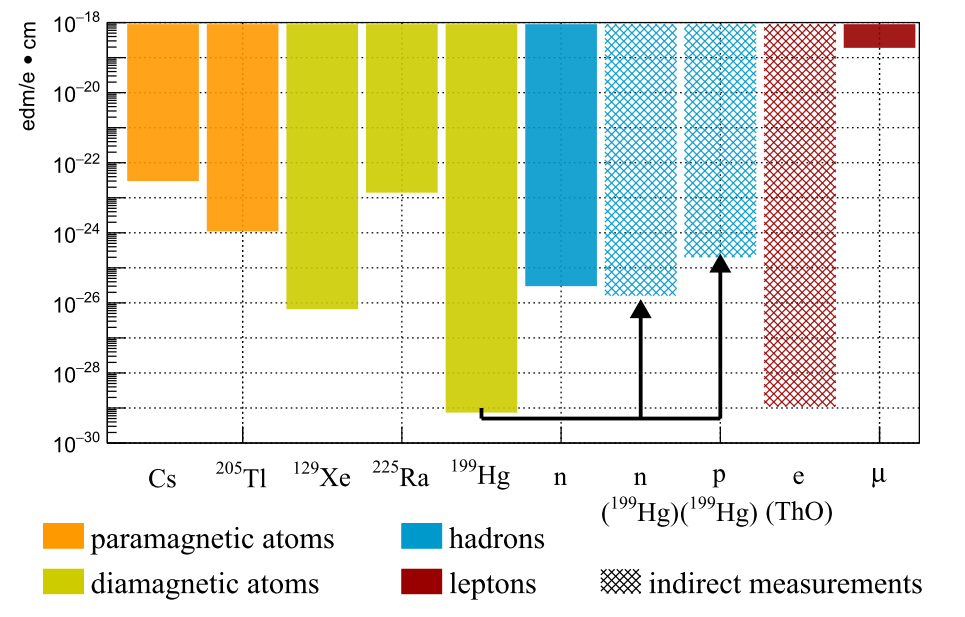 edm/e • cm
10⁻¹⁸
10⁻²⁰
10⁻²²
10⁻²⁴
10⁻²⁶
10⁻²⁸
10⁻³⁰
Cs ²⁰⁵Tl ¹²⁹Xe ²²⁵Ra ¹⁹⁹Hg n n p e μ
(¹⁹⁹Hg) (¹⁹⁹Hg) (ThO)
paramagnetic atoms hadrons
diamagnetic atoms leptons indirect measurements